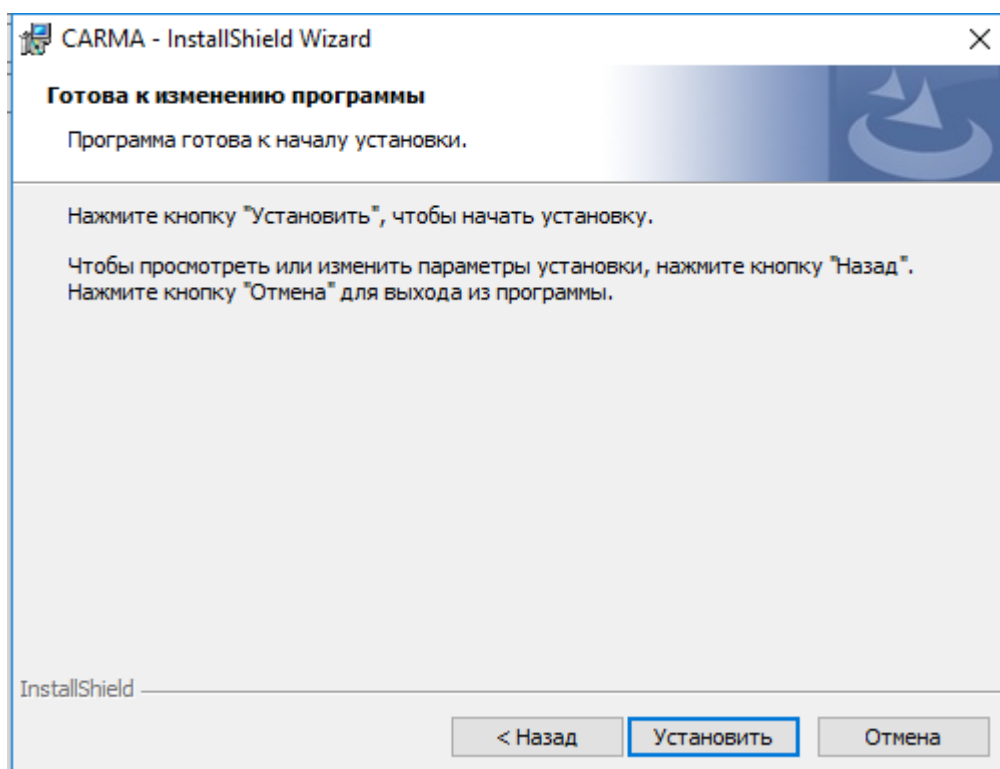 CARMA - InstallShield Wizard
Готова к изменению программы
Программа готова к началу установки.
Нажмите кнопку "Установить", чтобы начать установку.
Чтобы просмотреть или изменить параметры установки, нажмите кнопку "Назад".
Нажмите кнопку "Отмена" для выхода из программы.
InstallShield
< Назад
Установить
Отмена